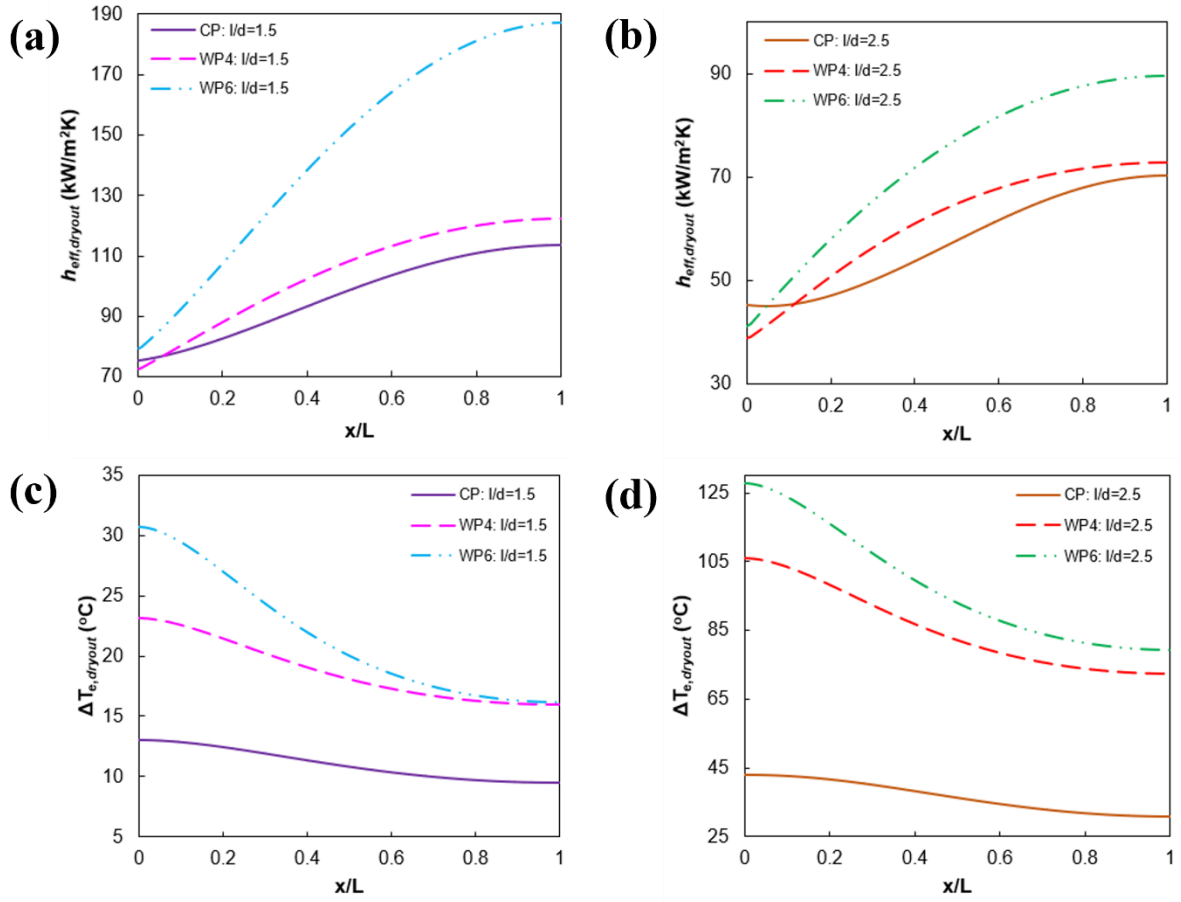 (a)
190
170
150
130
110
90
70
h_eff,dryout (kW/m²K)
CP: l/d=1.5
WP4: l/d=1.5
WP6: l/d=1.5
0 0.2 0.4 0.6 0.8 1
x/L
(b)
90
70
50
30
h_eff,dryout (kW/m²K)
CP: l/d=2.5
WP4: l/d=2.5
WP6: l/d=2.5
0 0.2 0.4 0.6 0.8 1
x/L
(c)
35
30
25
20
15
10
5
ΔT_e,dryout (°C)
CP: l/d=1.5
WP4: l/d=1.5
WP6: l/d=1.5
0 0.2 0.4 0.6 0.8 1
x/L
(d)
125
105
85
65
45
25
ΔT_e,dryout (°C)
CP: l/d=2.5
WP4: l/d=2.5
WP6: l/d=2.5
0 0.2 0.4 0.6 0.8 1
x/L